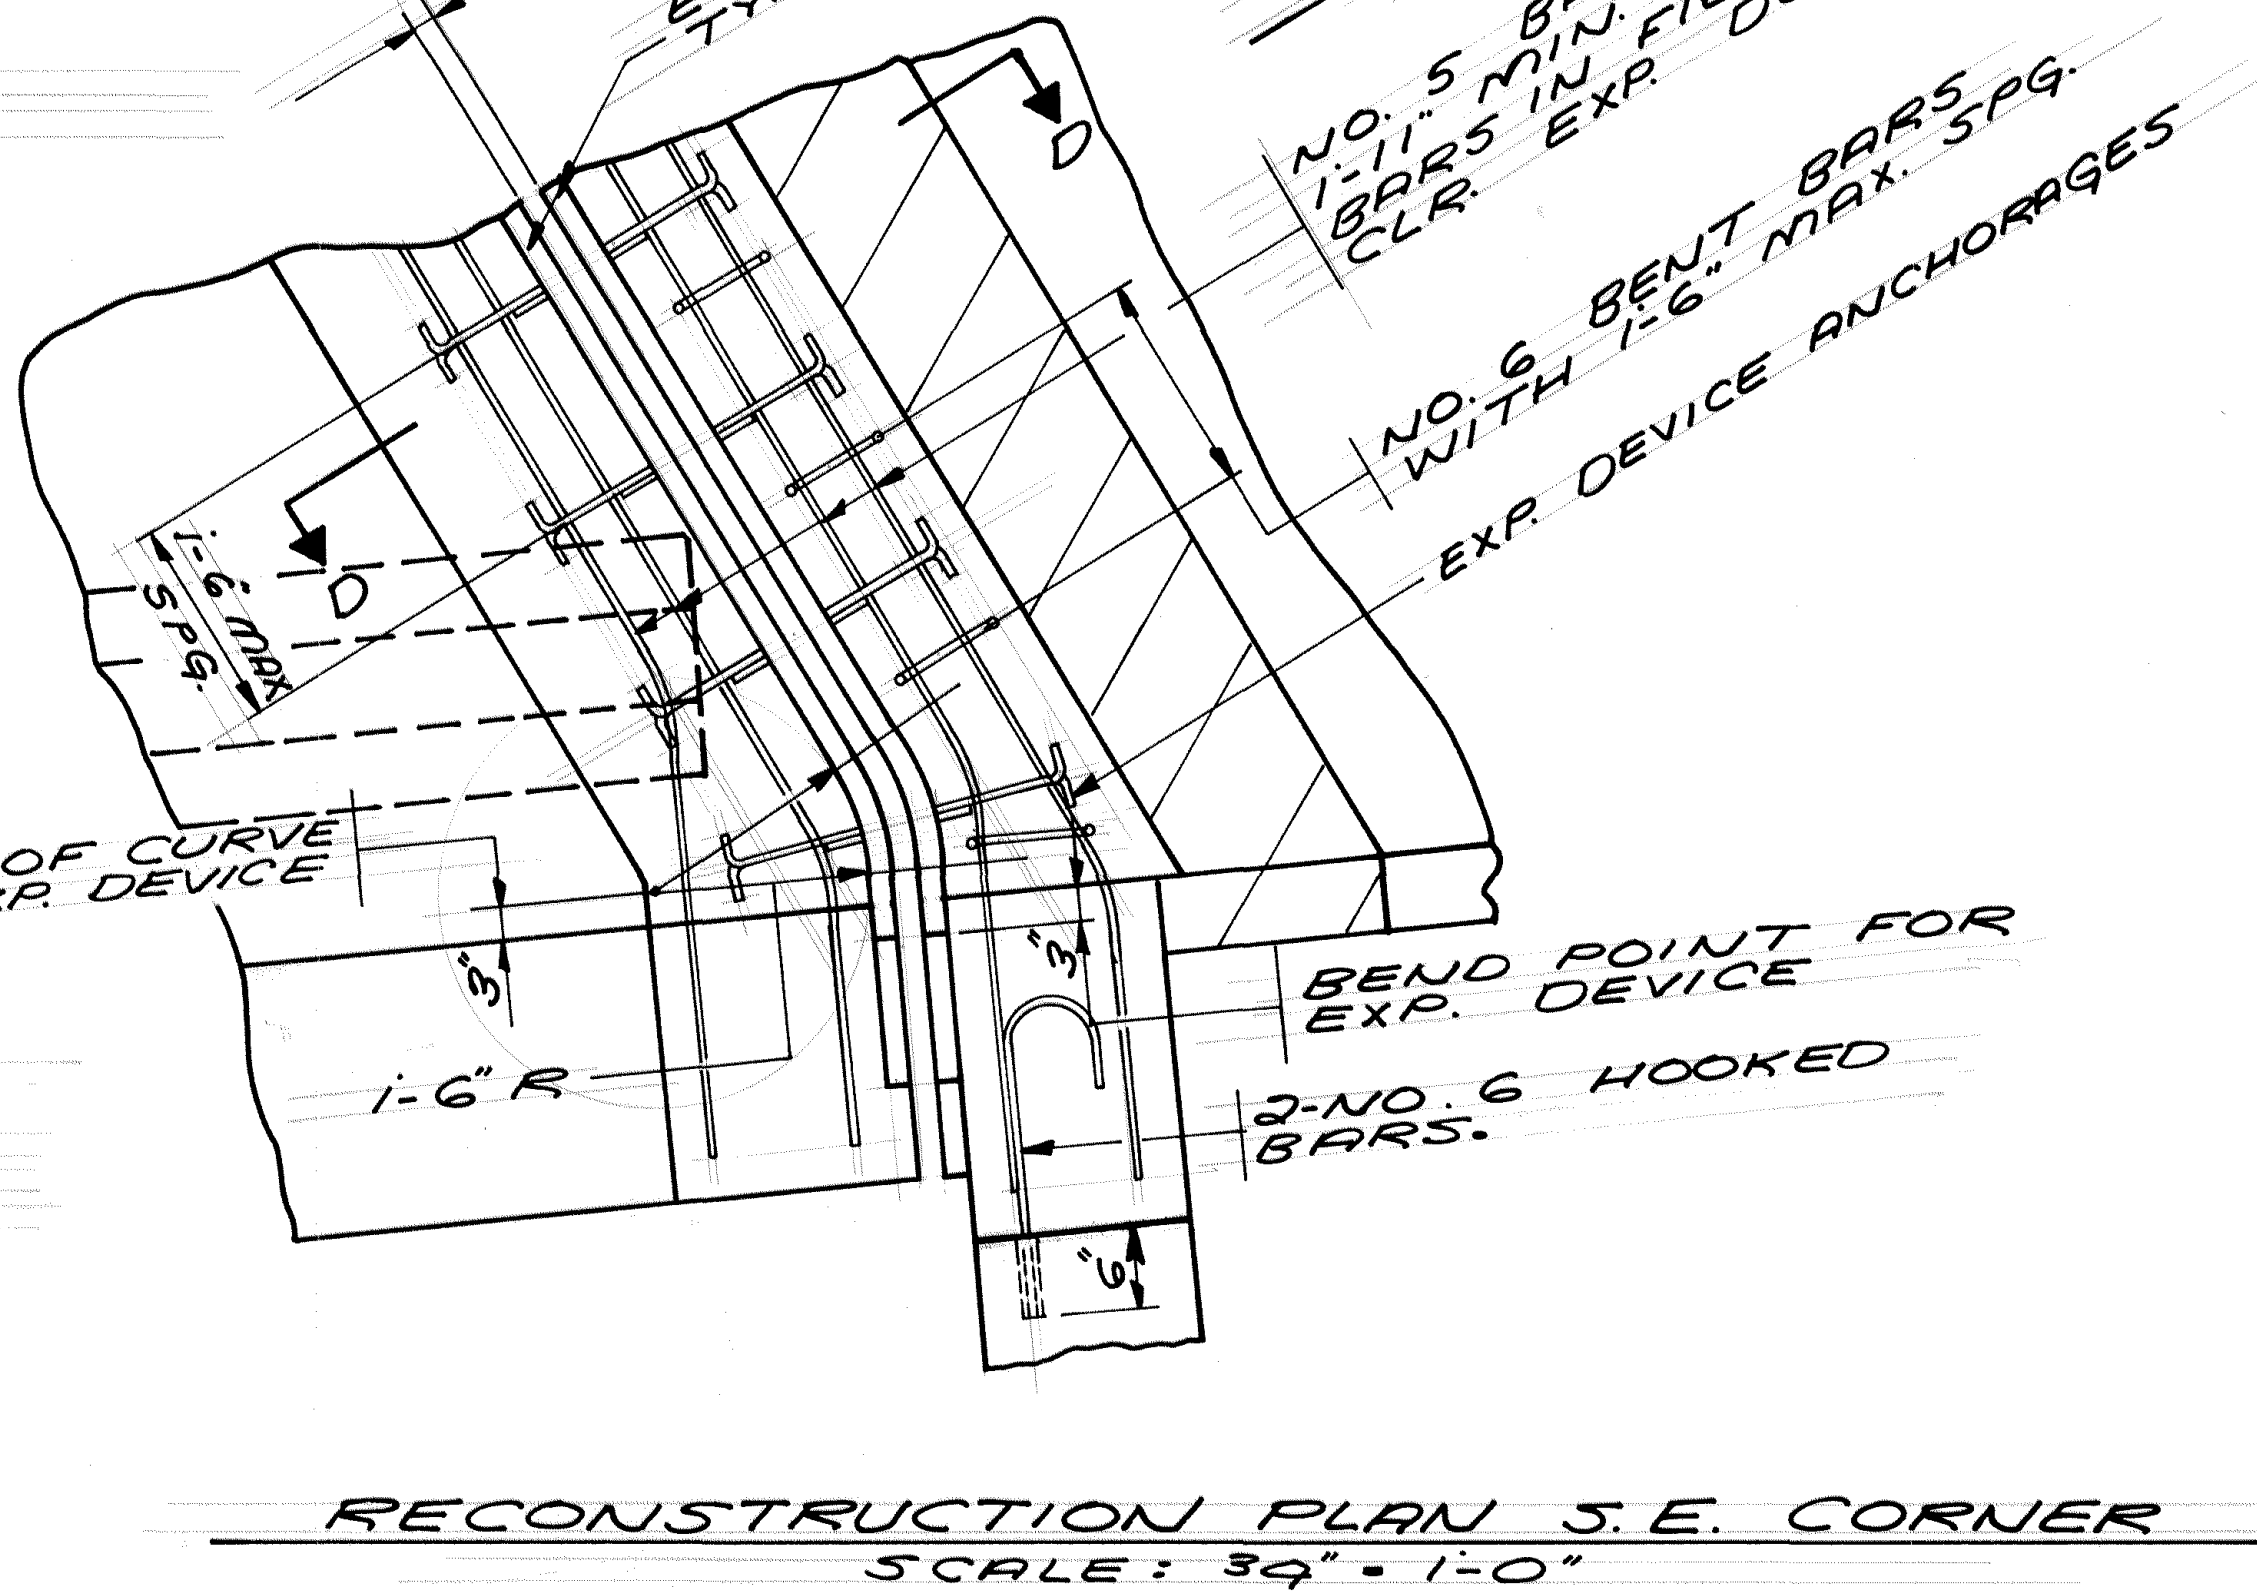 NO. 5
1'-11" MIN.
BARS IN
CLR. EXP.
D
NO. 6 BENT BARS
WITH 1'-6" MAX. SPG.
EXP. DEVICE ANCHORAGES
D
1'-6" MAX
SPG.
OF CURVE
DEVICE
3"
3"
BEND POINT FOR
EXP. DEVICE
1'-6" R
2-NO. 6 HOOKED
BARS.
6"
RECONSTRUCTION PLAN S.E. CORNER
SCALE: 34" = 1'-0"